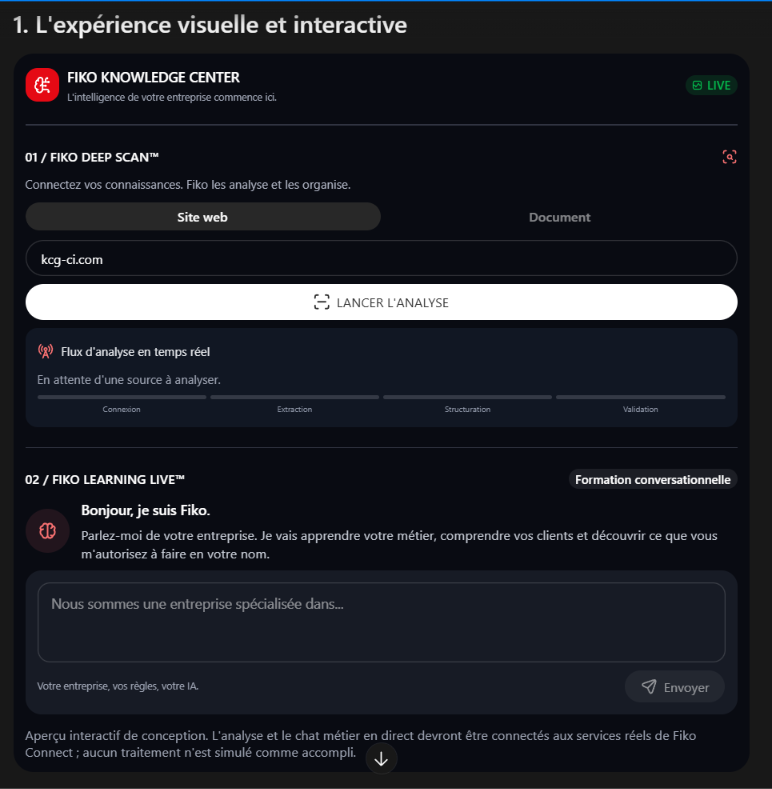 1. L'expérience visuelle et interactive
FIKO KNOWLEDGE CENTER
L'intelligence de votre entreprise commence ici.
LIVE
01 / FIKO DEEP SCAN™
Connectez vos connaissances. Fiko les analyse et les organise.
Site web
Document
kcg-ci.com
LANCER L'ANALYSE
Flux d'analyse en temps réel
En attente d'une source à analyser.
Connexion
Extraction
Structuration
Validation
02 / FIKO LEARNING LIVE™
Formation conversationnelle
Bonjour, je suis Fiko.
Parlez-moi de votre entreprise. Je vais apprendre votre métier, comprendre vos clients et découvrir ce que vous
m'autorisez à faire en votre nom.
Nous sommes une entreprise spécialisée dans...
Votre entreprise, vos règles, votre IA.
Envoyer
Aperçu interactif de conception. L'analyse et le chat métier en direct devront être connectés aux services réels de Fiko
Connect ; aucun traitement n'est simulé comme accompli.